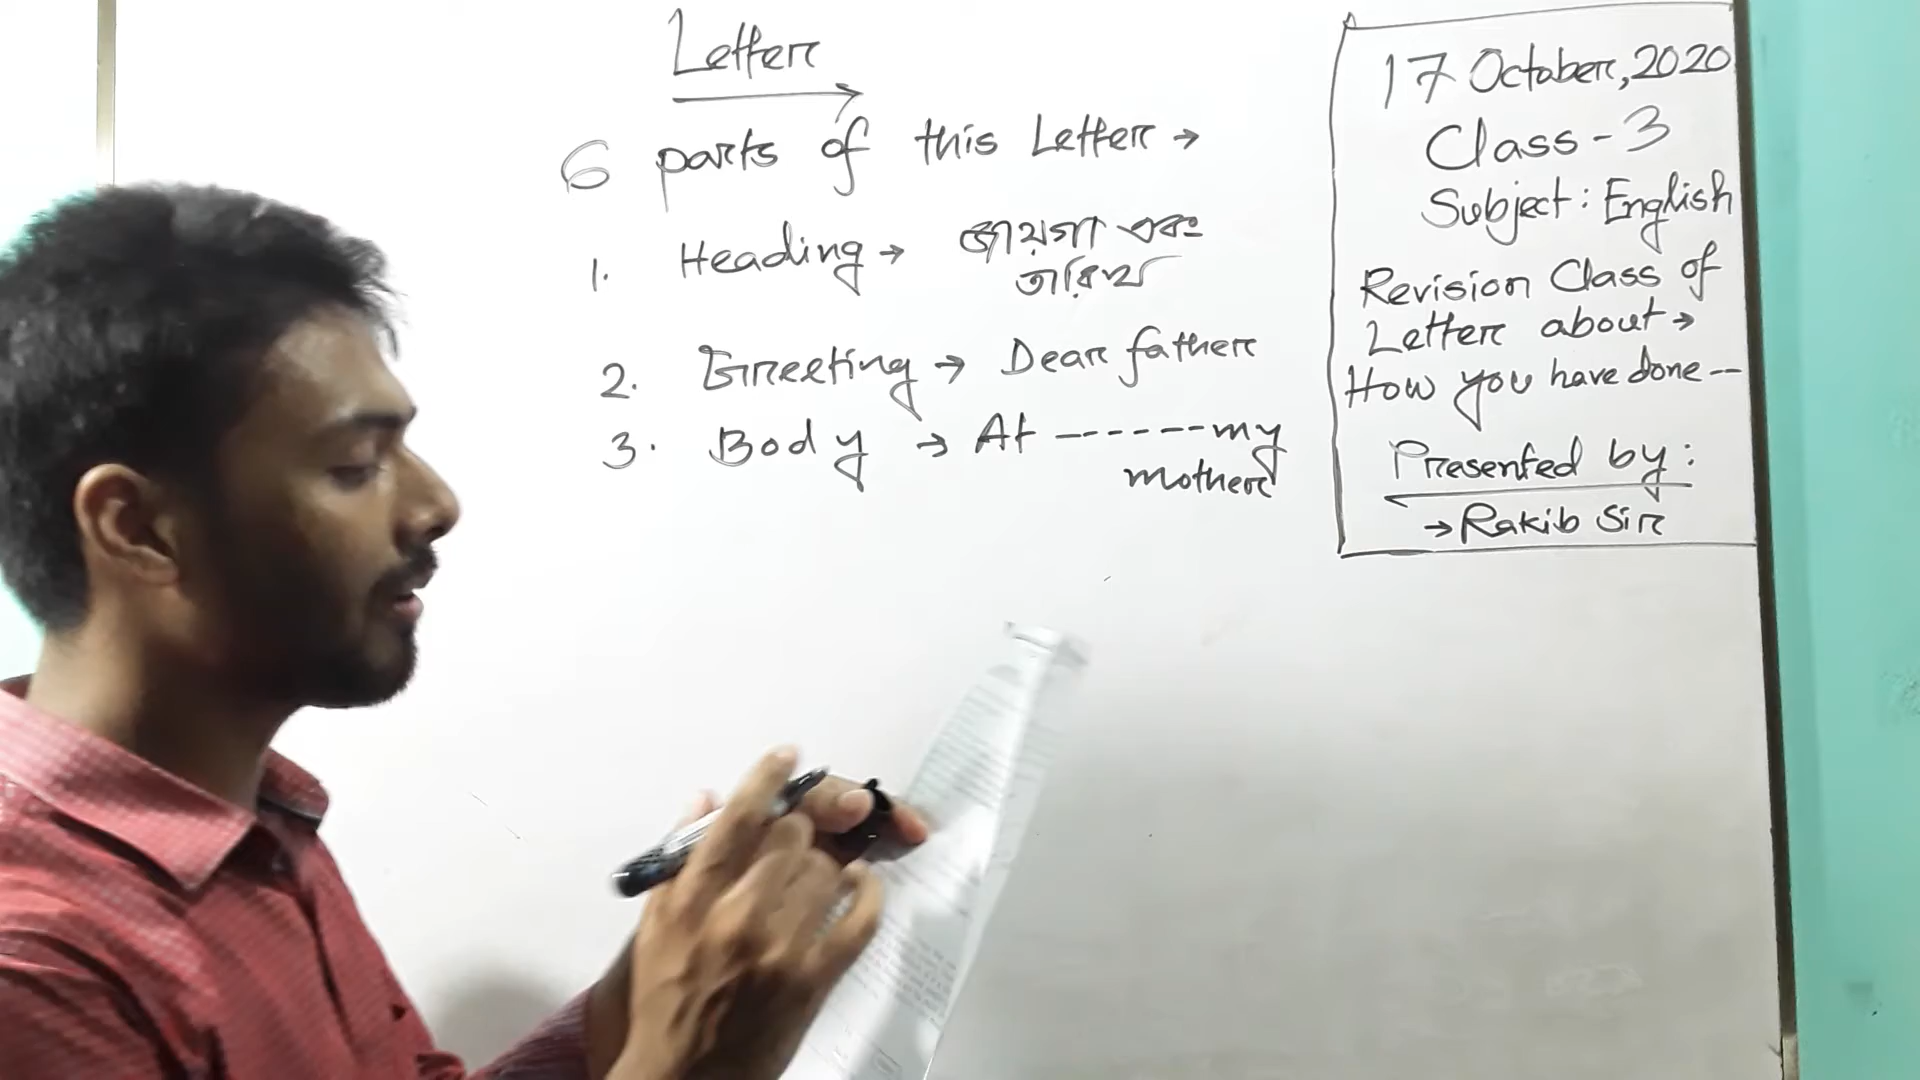 Letter
6 parts of this Letter →
1. Heading → জায়গা এবং
তারিখ
2. Greeting → Dear father
3. Body → At ------my
mother
17 October, 2020
Class - 3
Subject: English
Revision Class of
Letter about →
How you have done --
Presented by:
→ Rakib Sir